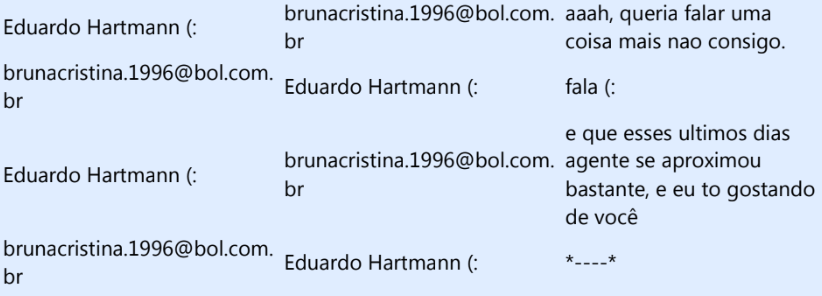 Eduardo Hartmann (: brunacristina.1996@bol.com.br aaah, queria falar uma coisa mais nao consigo.
brunacristina.1996@bol.com.br Eduardo Hartmann (: fala (:
Eduardo Hartmann (: brunacristina.1996@bol.com.br e que esses ultimos dias agente se aproximou bastante, e eu to gostando de você
brunacristina.1996@bol.com.br Eduardo Hartmann (: *----*